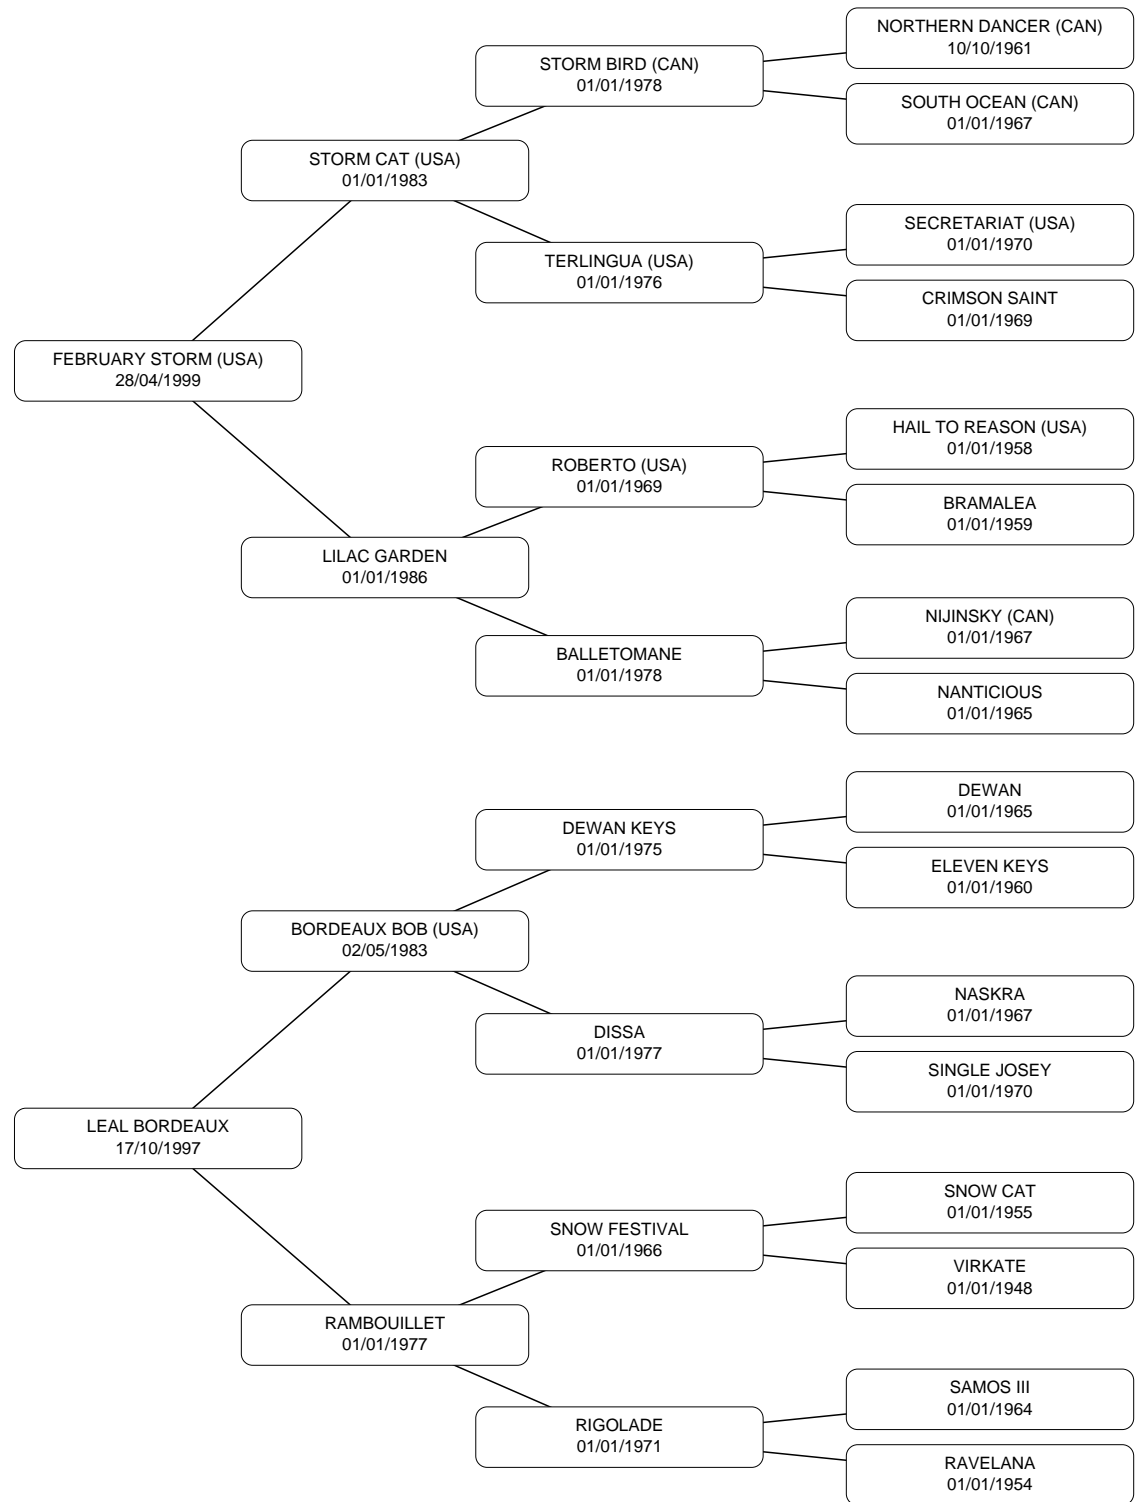 NORTHERN DANCER (CAN)
10/10/1961
STORM BIRD (CAN)
01/01/1978
SOUTH OCEAN (CAN)
01/01/1967
STORM CAT (USA)
01/01/1983
SECRETARIAT (USA)
01/01/1970
TERLINGUA (USA)
01/01/1976
CRIMSON SAINT
01/01/1969
FEBRUARY STORM (USA)
28/04/1999
HAIL TO REASON (USA)
01/01/1958
ROBERTO (USA)
01/01/1969
BRAMALEA
01/01/1959
LILAC GARDEN
01/01/1986
NIJINSKY (CAN)
01/01/1967
BALLETOMANE
01/01/1978
NANTICIOUS
01/01/1965
DEWAN
01/01/1965
DEWAN KEYS
01/01/1975
ELEVEN KEYS
01/01/1960
BORDEAUX BOB (USA)
02/05/1983
NASKRA
01/01/1967
DISSA
01/01/1977
SINGLE JOSEY
01/01/1970
LEAL BORDEAUX
17/10/1997
SNOW CAT
01/01/1955
SNOW FESTIVAL
01/01/1966
VIRKATE
01/01/1948
RAMBOUILLET
01/01/1977
SAMOS III
01/01/1964
RIGOLADE
01/01/1971
RAVELANA
01/01/1954